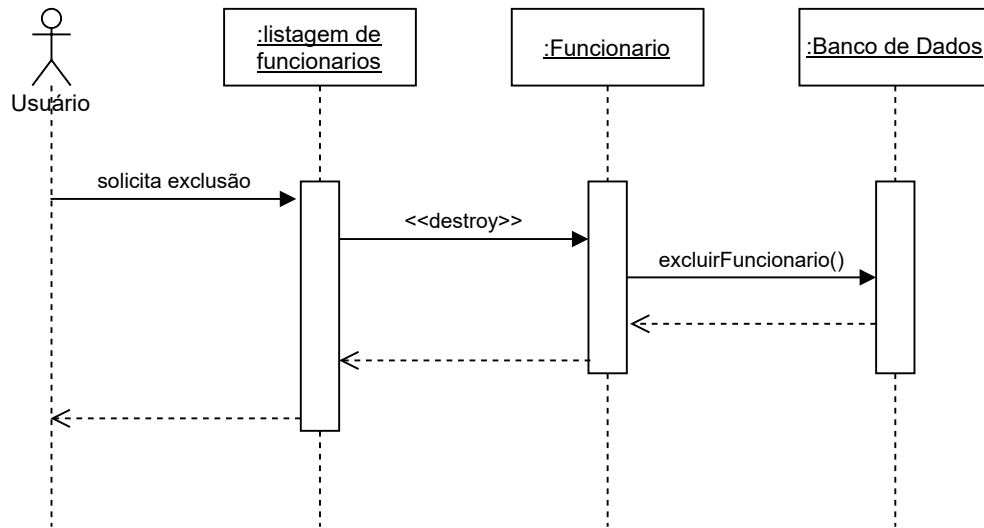 :listagem de
funcionarios
:Funcionario
:Banco de Dados
Usuário
solicita exclusão
<<destroy>>
excluirFuncionario()